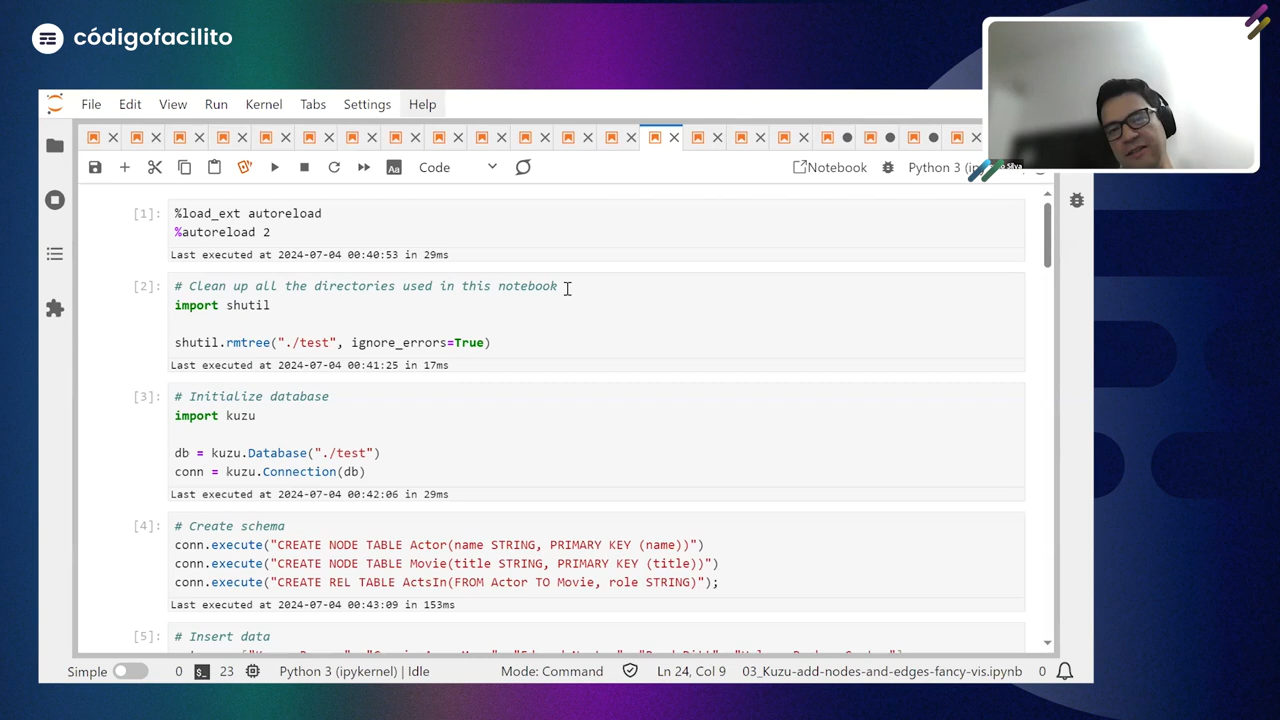 códigofacilito
File Edit View Run Kernel Tabs Settings Help
Code
Notebook
Python 3
Silva
[1]: %load_ext autoreload
%autoreload 2
Last executed at 2024-07-04 00:40:53 in 29ms
[2]: # Clean up all the directories used in this notebook
import shutil
shutil.rmtree("./test", ignore_errors=True)
Last executed at 2024-07-04 00:41:25 in 17ms
[3]: # Initialize database
import kuzu
db = kuzu.Database("./test")
conn = kuzu.Connection(db)
Last executed at 2024-07-04 00:42:06 in 29ms
[4]: # Create schema
conn.execute("CREATE NODE TABLE Actor(name STRING, PRIMARY KEY (name))")
conn.execute("CREATE NODE TABLE Movie(title STRING, PRIMARY KEY (title))")
conn.execute("CREATE REL TABLE ActsIn(FROM Actor TO Movie, role STRING)");
Last executed at 2024-07-04 00:43:09 in 153ms
[5]: # Insert data
Simple 0 23 Python 3 (ipykernel) | Idle Mode: Command Ln 24, Col 9 03_Kuzu-add-nodes-and-edges-fancy-vis.ipynb 0